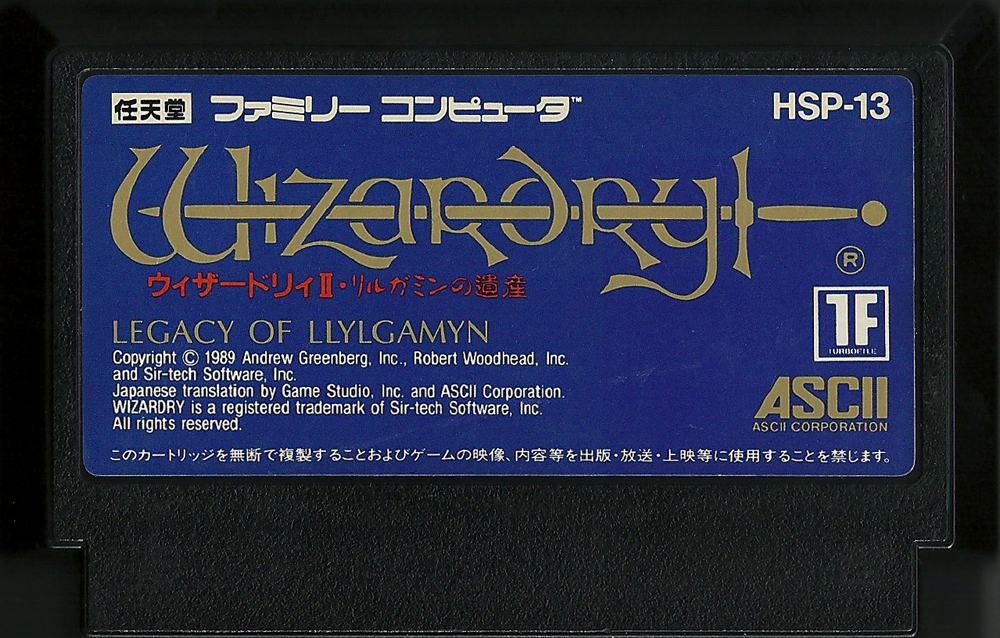 任天堂 ファミリー コンピュータ™ HSP-13
Wizardry
®
ウィザードリィⅡ・リルガミンの遺産
LEGACY OF LLYLGAMYN
Copyright © 1989 Andrew Greenberg, Inc., Robert Woodhead, Inc.
and Sir-tech Software, Inc.
Japanese translation by Game Studio, Inc. and ASCII Corporation.
WIZARDRY is a registered trademark of Sir-tech Software, Inc.
All rights reserved.
TF
TURBOFILE
ASCII
ASCII CORPORATION
このカートリッジを無断で複製することおよびゲームの映像、内容等を出版・放送・上映等に使用することを禁じます。